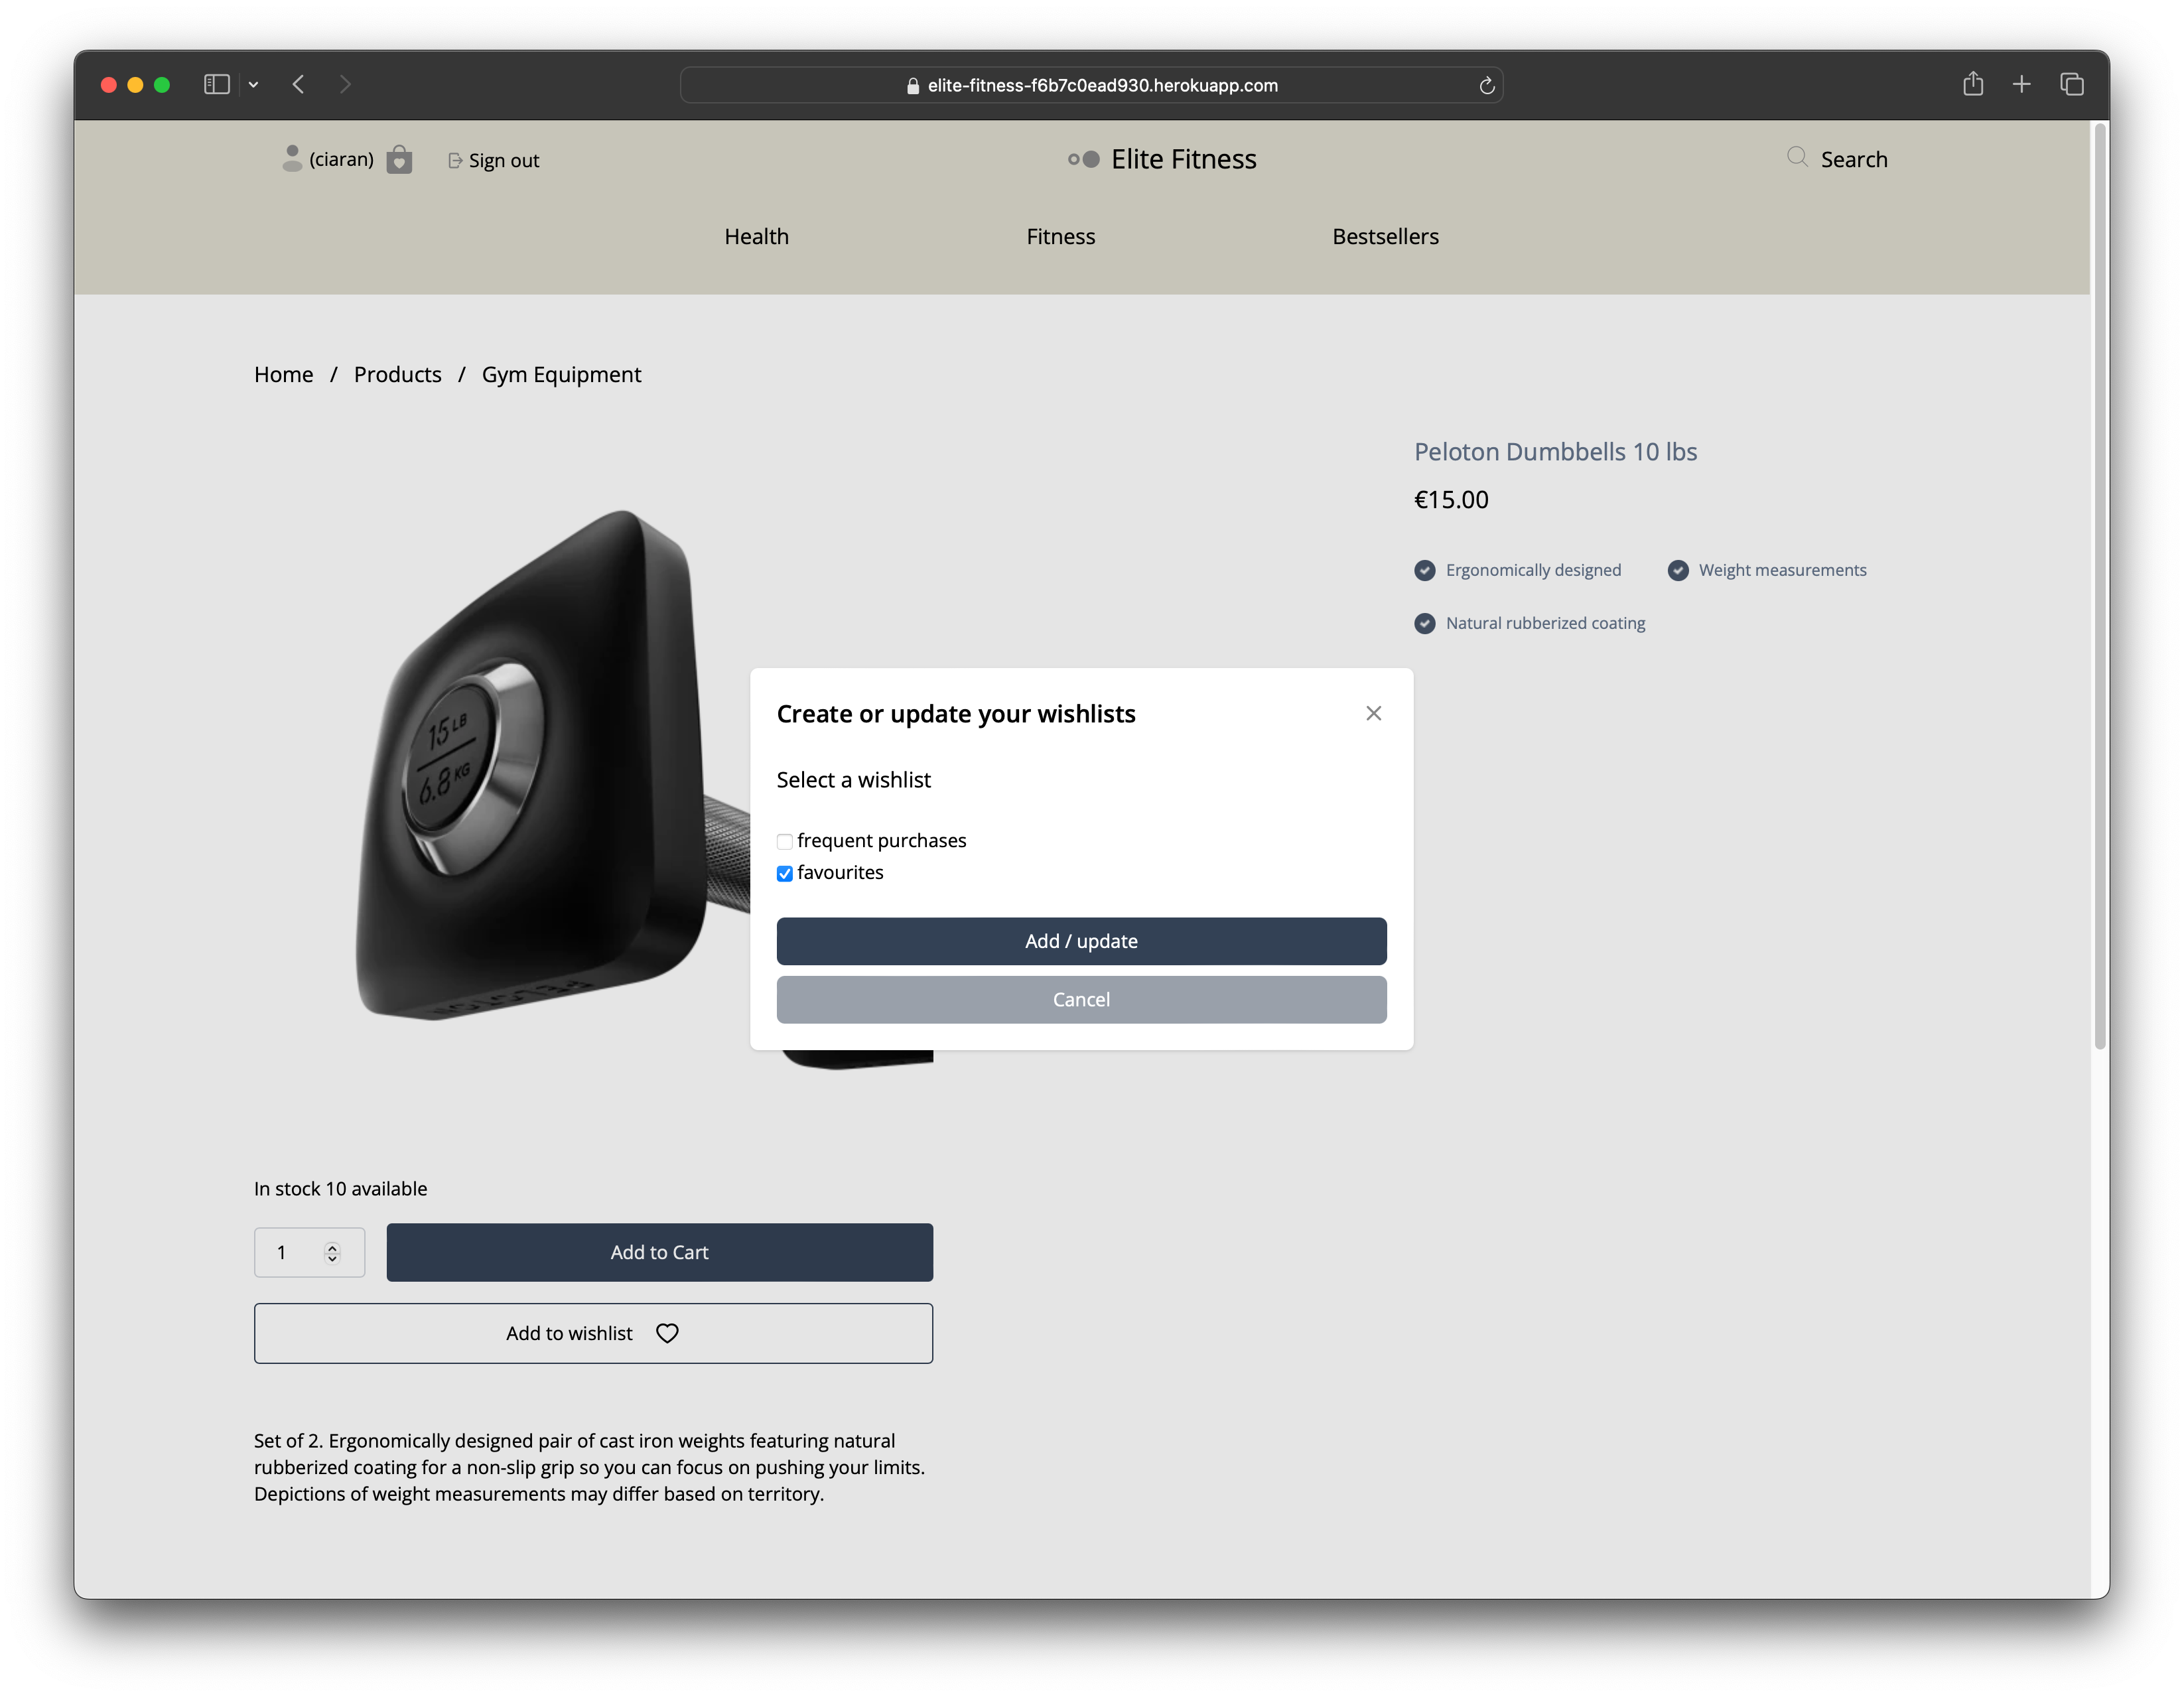 elite-fitness-f6b7c0ead930.herokuapp.com
(ciaran) Sign out
Elite Fitness
Search
Health Fitness Bestsellers
Home / Products / Gym Equipment
Peloton Dumbbells 10 lbs
€15.00
Ergonomically designed Weight measurements
Natural rubberized coating
15 LB
6.8 KG
PELOTON
Create or update your wishlists
Select a wishlist
frequent purchases
favourites
Add / update
Cancel
In stock 10 available
1 Add to Cart
Add to wishlist
Set of 2. Ergonomically designed pair of cast iron weights featuring natural
rubberized coating for a non-slip grip so you can focus on pushing your limits.
Depictions of weight measurements may differ based on territory.